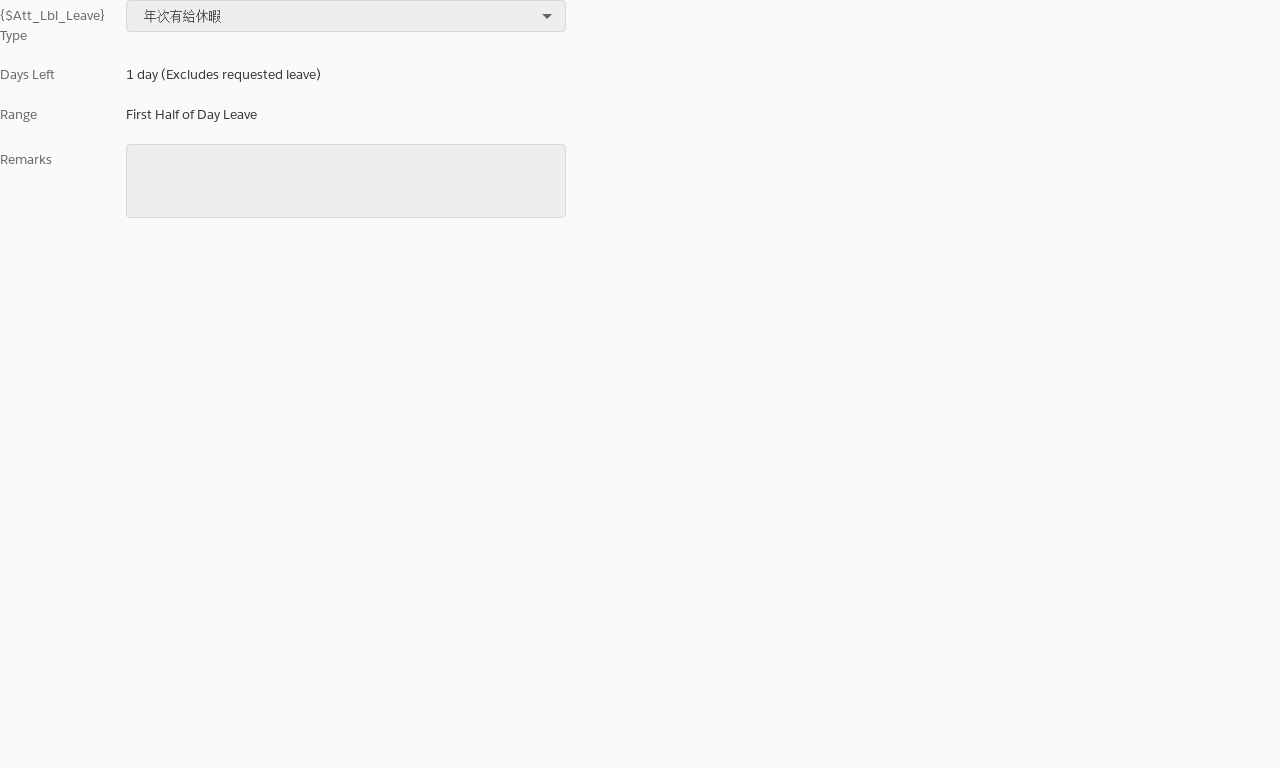 {$Att_Lbl_Leave} Type
年次有給休暇
Days Left
1 day (Excludes requested leave)
Range
First Half of Day Leave
Remarks